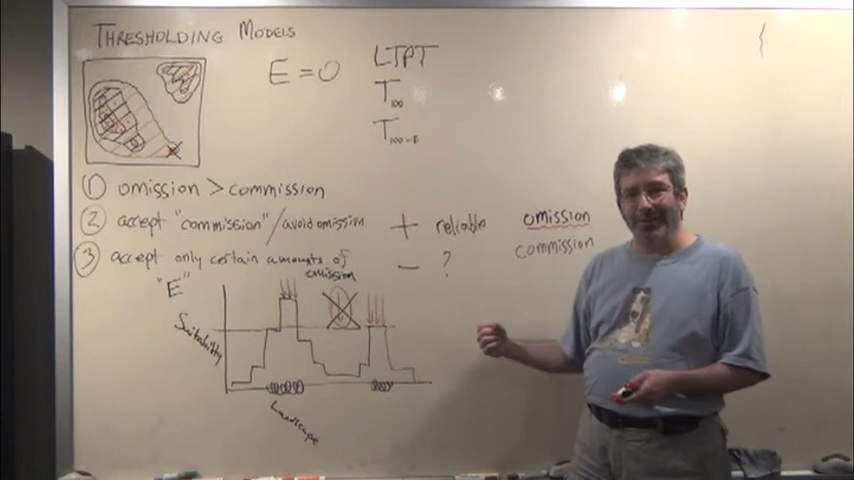 THRESHOLDING MODELS
E=0
LTPT
T100
T100-E
① omission > commission
② accept "commission"/avoid omission
+ reliable
omission
③ accept only certain amounts of omission
- ?
commission
"E"
Suitability
Landscape